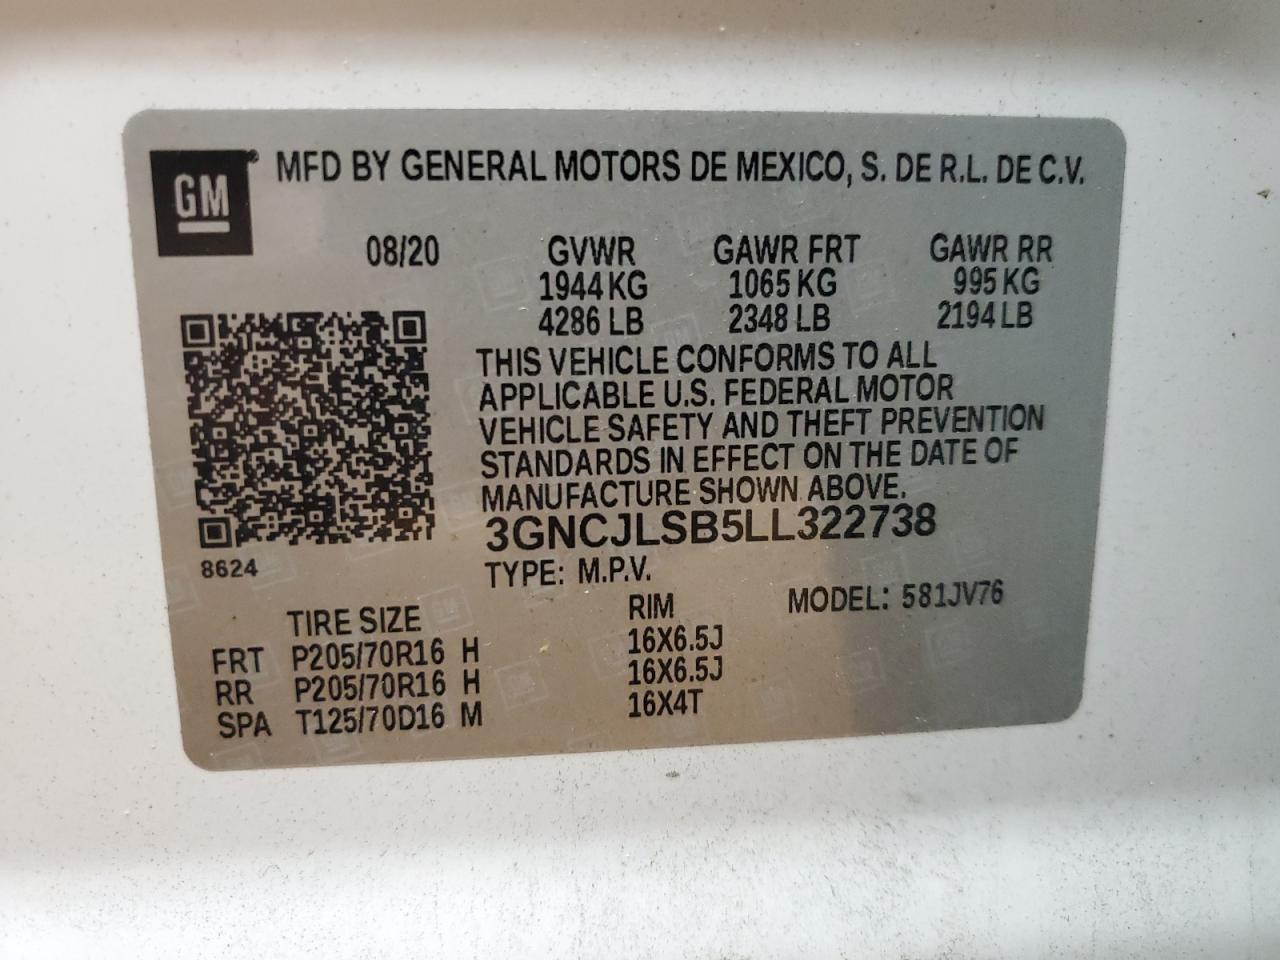 GM® MFD BY GENERAL MOTORS DE MEXICO, S. DE R.L. DE C.V.
08/20 GVWR GAWR FRT GAWR RR
1944 KG 1065 KG 995 KG
4286 LB 2348 LB 2194 LB
THIS VEHICLE CONFORMS TO ALL
APPLICABLE U.S. FEDERAL MOTOR
VEHICLE SAFETY AND THEFT PREVENTION
STANDARDS IN EFFECT ON THE DATE OF
MANUFACTURE SHOWN ABOVE.
3GNCJLSB5LL322738
8624 TYPE: M.P.V.
TIRE SIZE RIM MODEL: 581JV76
FRT P205/70R16 H 16X6.5J
RR P205/70R16 H 16X6.5J
SPA T125/70D16 M 16X4T